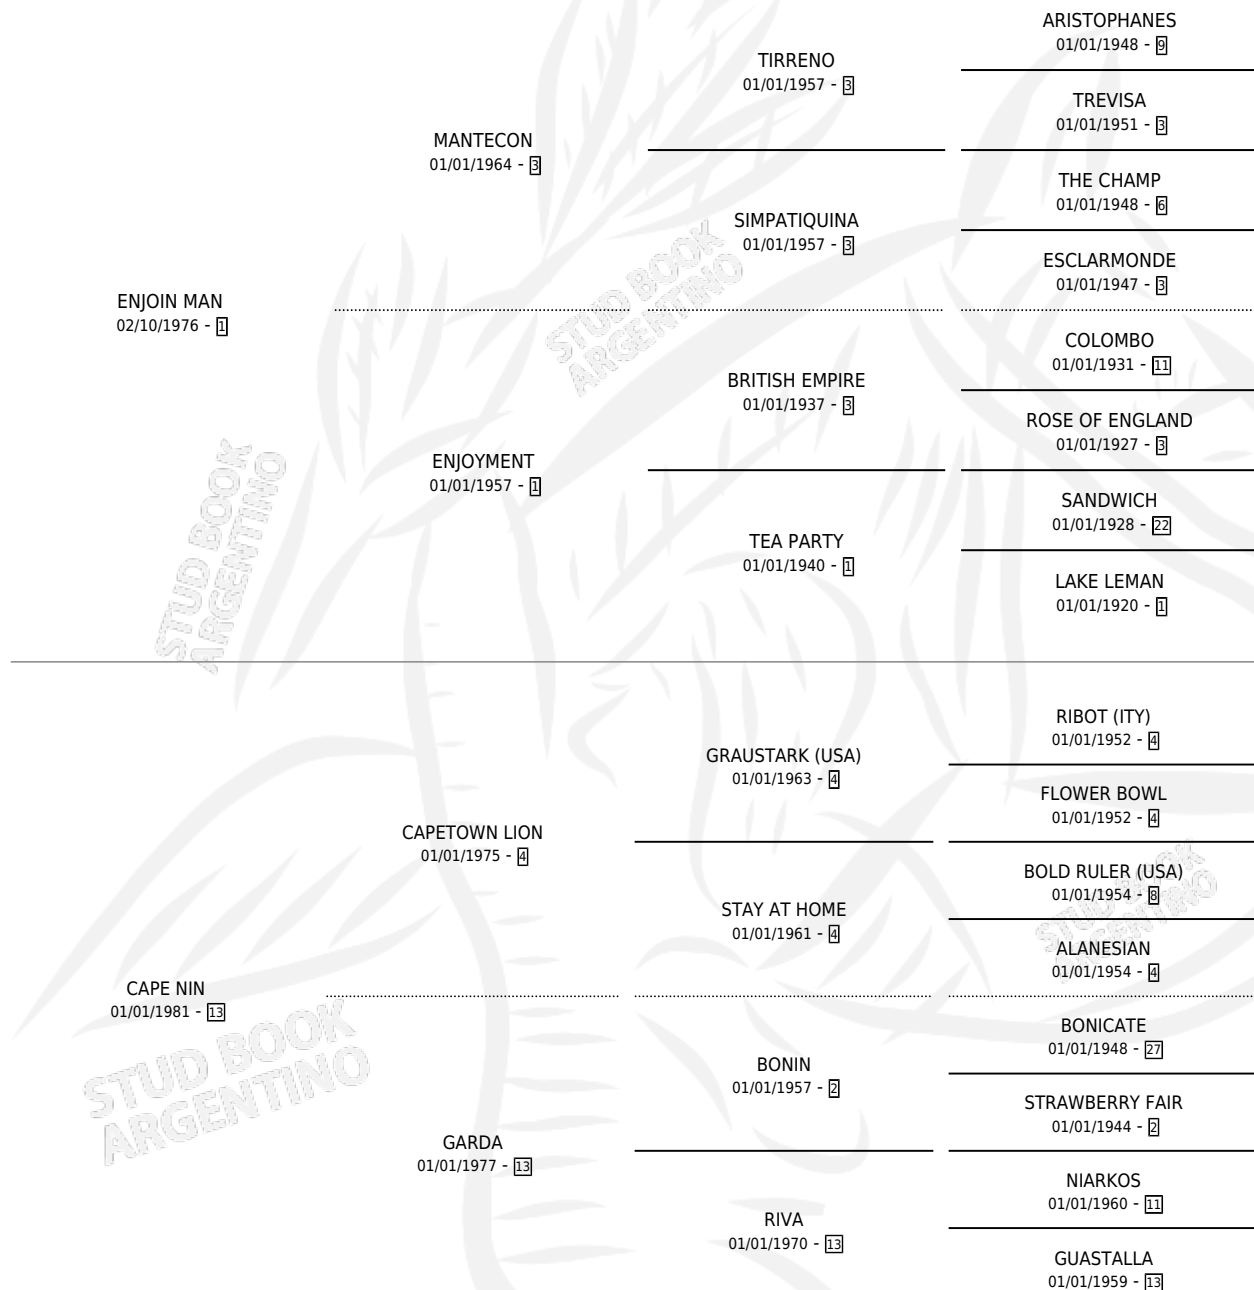 ARISTOPHANES
01/01/1948 - 9
TIRRENO
01/01/1957 - 3
TREVISA
01/01/1951 - 3
MANTECON
01/01/1964 - 3
THE CHAMP
01/01/1948 - 6
SIMPATIQUINA
01/01/1957 - 3
ESCLARMONDE
01/01/1947 - 3
ENJOIN MAN
02/10/1976 - 1
STUD BOOK
ARGENTINO
COLOMBO
01/01/1931 - 11
BRITISH EMPIRE
01/01/1937 - 3
ROSE OF ENGLAND
01/01/1927 - 3
ENJOYMENT
01/01/1957 - 1
SANDWICH
01/01/1928 - 22
TEA PARTY
01/01/1940 - 1
LAKE LEMAN
01/01/1920 - 1
STUD BOOK
ARGENTINO
RIBOT (ITY)
01/01/1952 - 4
GRAUSTARK (USA)
01/01/1963 - 4
FLOWER BOWL
01/01/1952 - 4
CAPETOWN LION
01/01/1975 - 4
BOLD RULER (USA)
01/01/1954 - 8
STAY AT HOME
01/01/1961 - 4
STUD BOOK
ARGENTINO
ALANESIAN
01/01/1954 - 4
CAPE NIN
01/01/1981 - 13
STUD BOOK
ARGENTINO
BONICATE
01/01/1948 - 27
BONIN
01/01/1957 - 2
STRAWBERRY FAIR
01/01/1944 - 2
GARDA
01/01/1977 - 13
NIARKOS
01/01/1960 - 11
RIVA
01/01/1970 - 13
GUASTALLA
01/01/1959 - 13